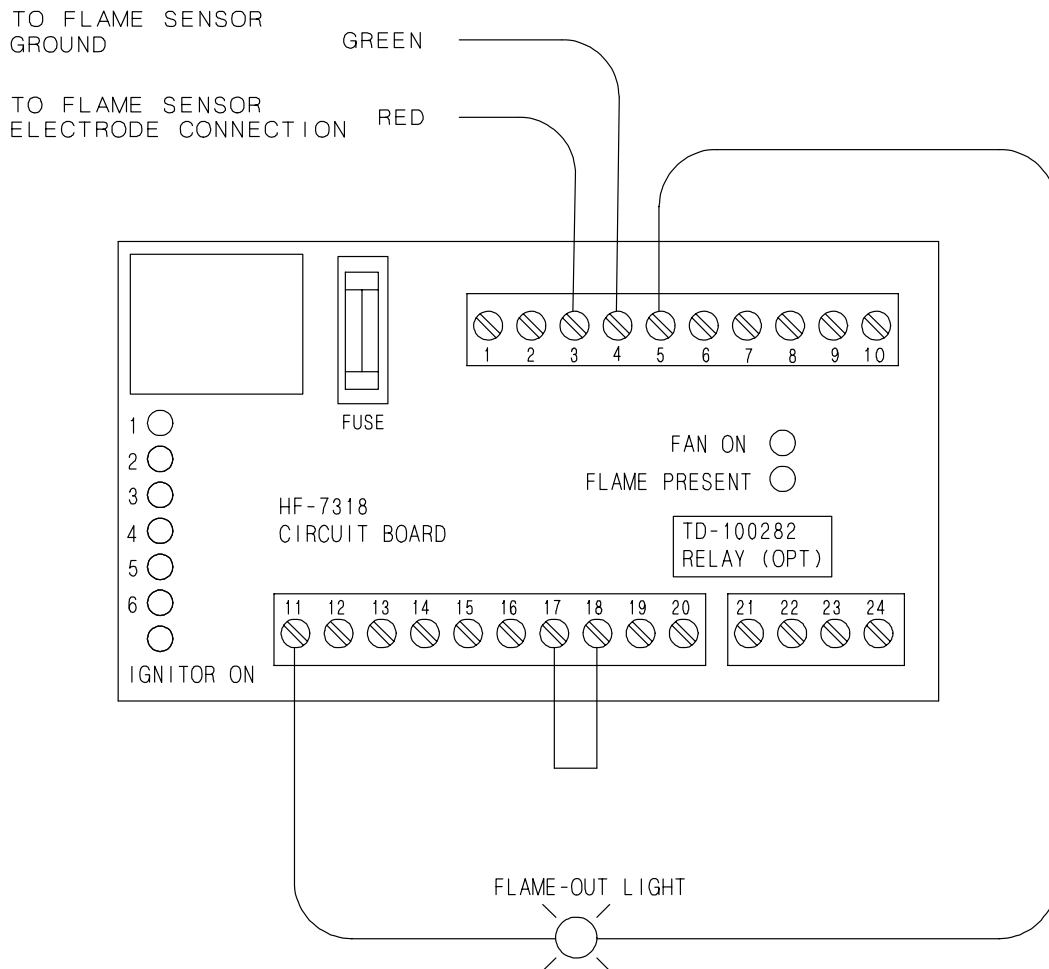 TO FLAME SENSOR
GROUND
GREEN
TO FLAME SENSOR
ELECTRODE CONNECTION
RED
1 2 3 4 5 6 7 8 9 10
FUSE
1
2
3
4
5
6
IGNITOR ON
FAN ON
FLAME PRESENT
HF-7318
CIRCUIT BOARD
TD-100282
RELAY (OPT)
11 12 13 14 15 16 17 18 19 20
21 22 23 24
FLAME-OUT LIGHT